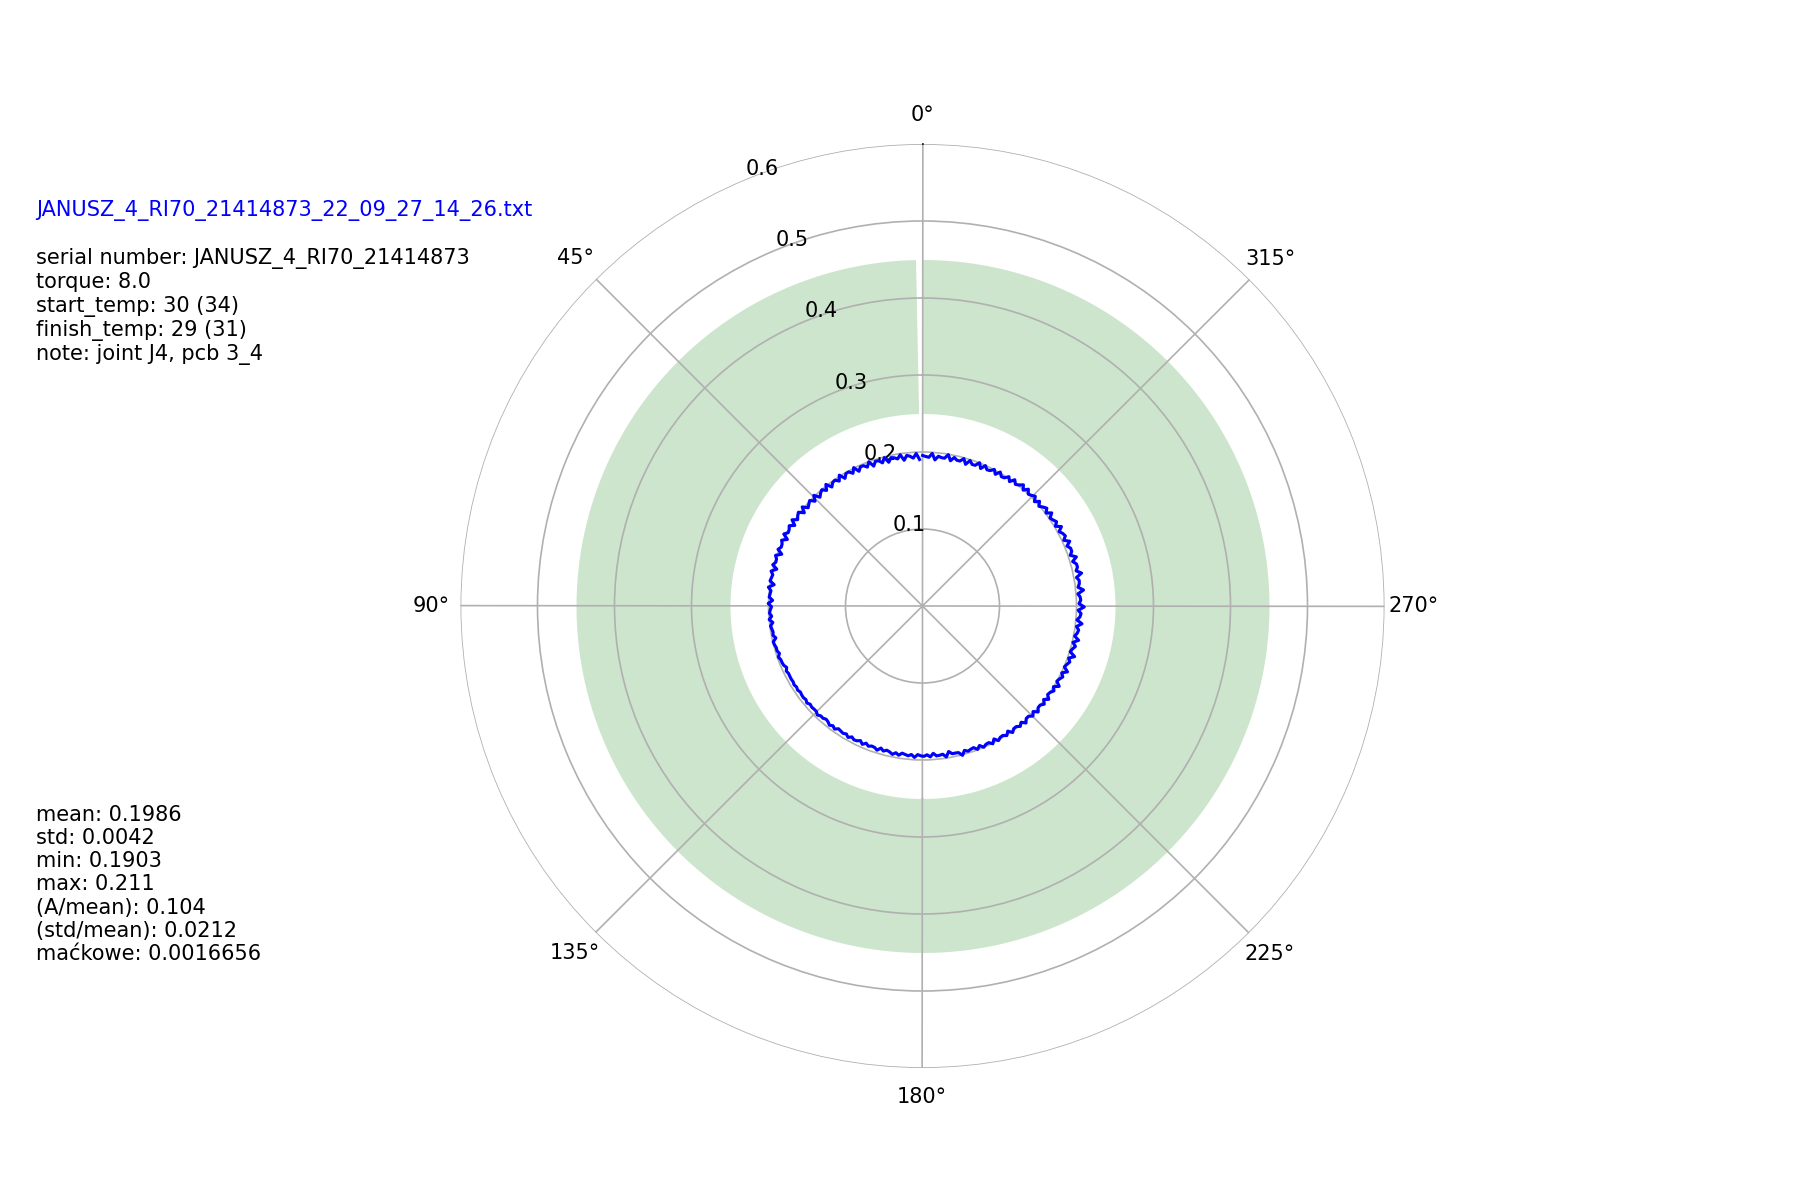 0°
0.6
JANUSZ_4_RI70_21414873_22_09_27_14_26.txt
0.5
serial number: JANUSZ_4_RI70_21414873
45°
315°
torque: 8.0
start_temp: 30 (34)
0.4
finish_temp: 29 (31)
note: joint J4, pcb 3_4
0.3
0.2
0.1
90°
270°
mean: 0.1986
std: 0.0042
min: 0.1903
max: 0.211
(A/mean): 0.104
(std/mean): 0.0212
maćkowe: 0.0016656
135°
225°
180°